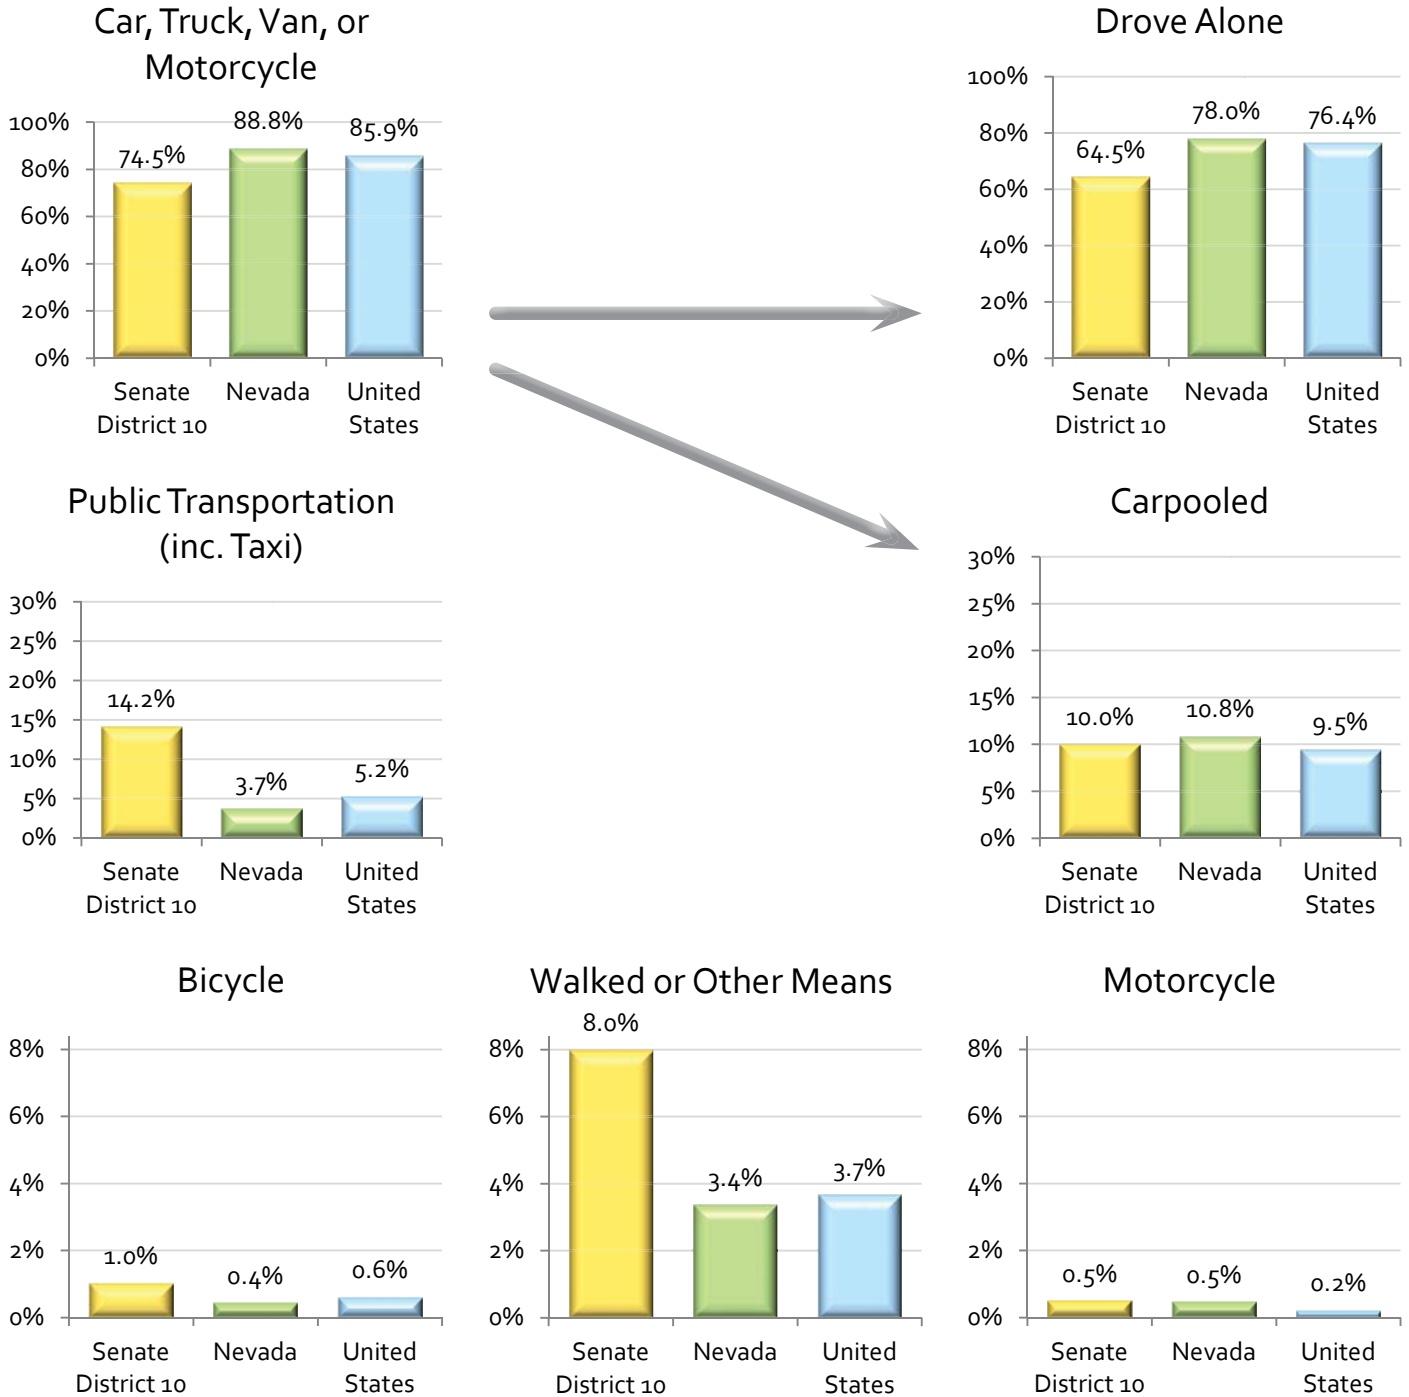 Car, Truck, Van, or
Motorcycle
100%
80%
60%
40%
20%
0%
74.5%
88.8%
85.9%
Senate
District 10
Nevada
United
States
Drove Alone
100%
80%
60%
40%
20%
0%
64.5%
78.0%
76.4%
Senate
District 10
Nevada
United
States
Public Transportation
(inc. Taxi)
30%
25%
20%
15%
10%
5%
0%
14.2%
3.7%
5.2%
Senate
District 10
Nevada
United
States
Carpooled
30%
25%
20%
15%
10%
5%
0%
10.0%
10.8%
9.5%
Senate
District 10
Nevada
United
States
Bicycle
8%
6%
4%
2%
0%
1.0%
0.4%
0.6%
Senate
District 10
Nevada
United
States
Walked or Other Means
8%
6%
4%
2%
0%
8.0%
3.4%
3.7%
Senate
District 10
Nevada
United
States
Motorcycle
8%
6%
4%
2%
0%
0.5%
0.5%
0.2%
Senate
District 10
Nevada
United
States